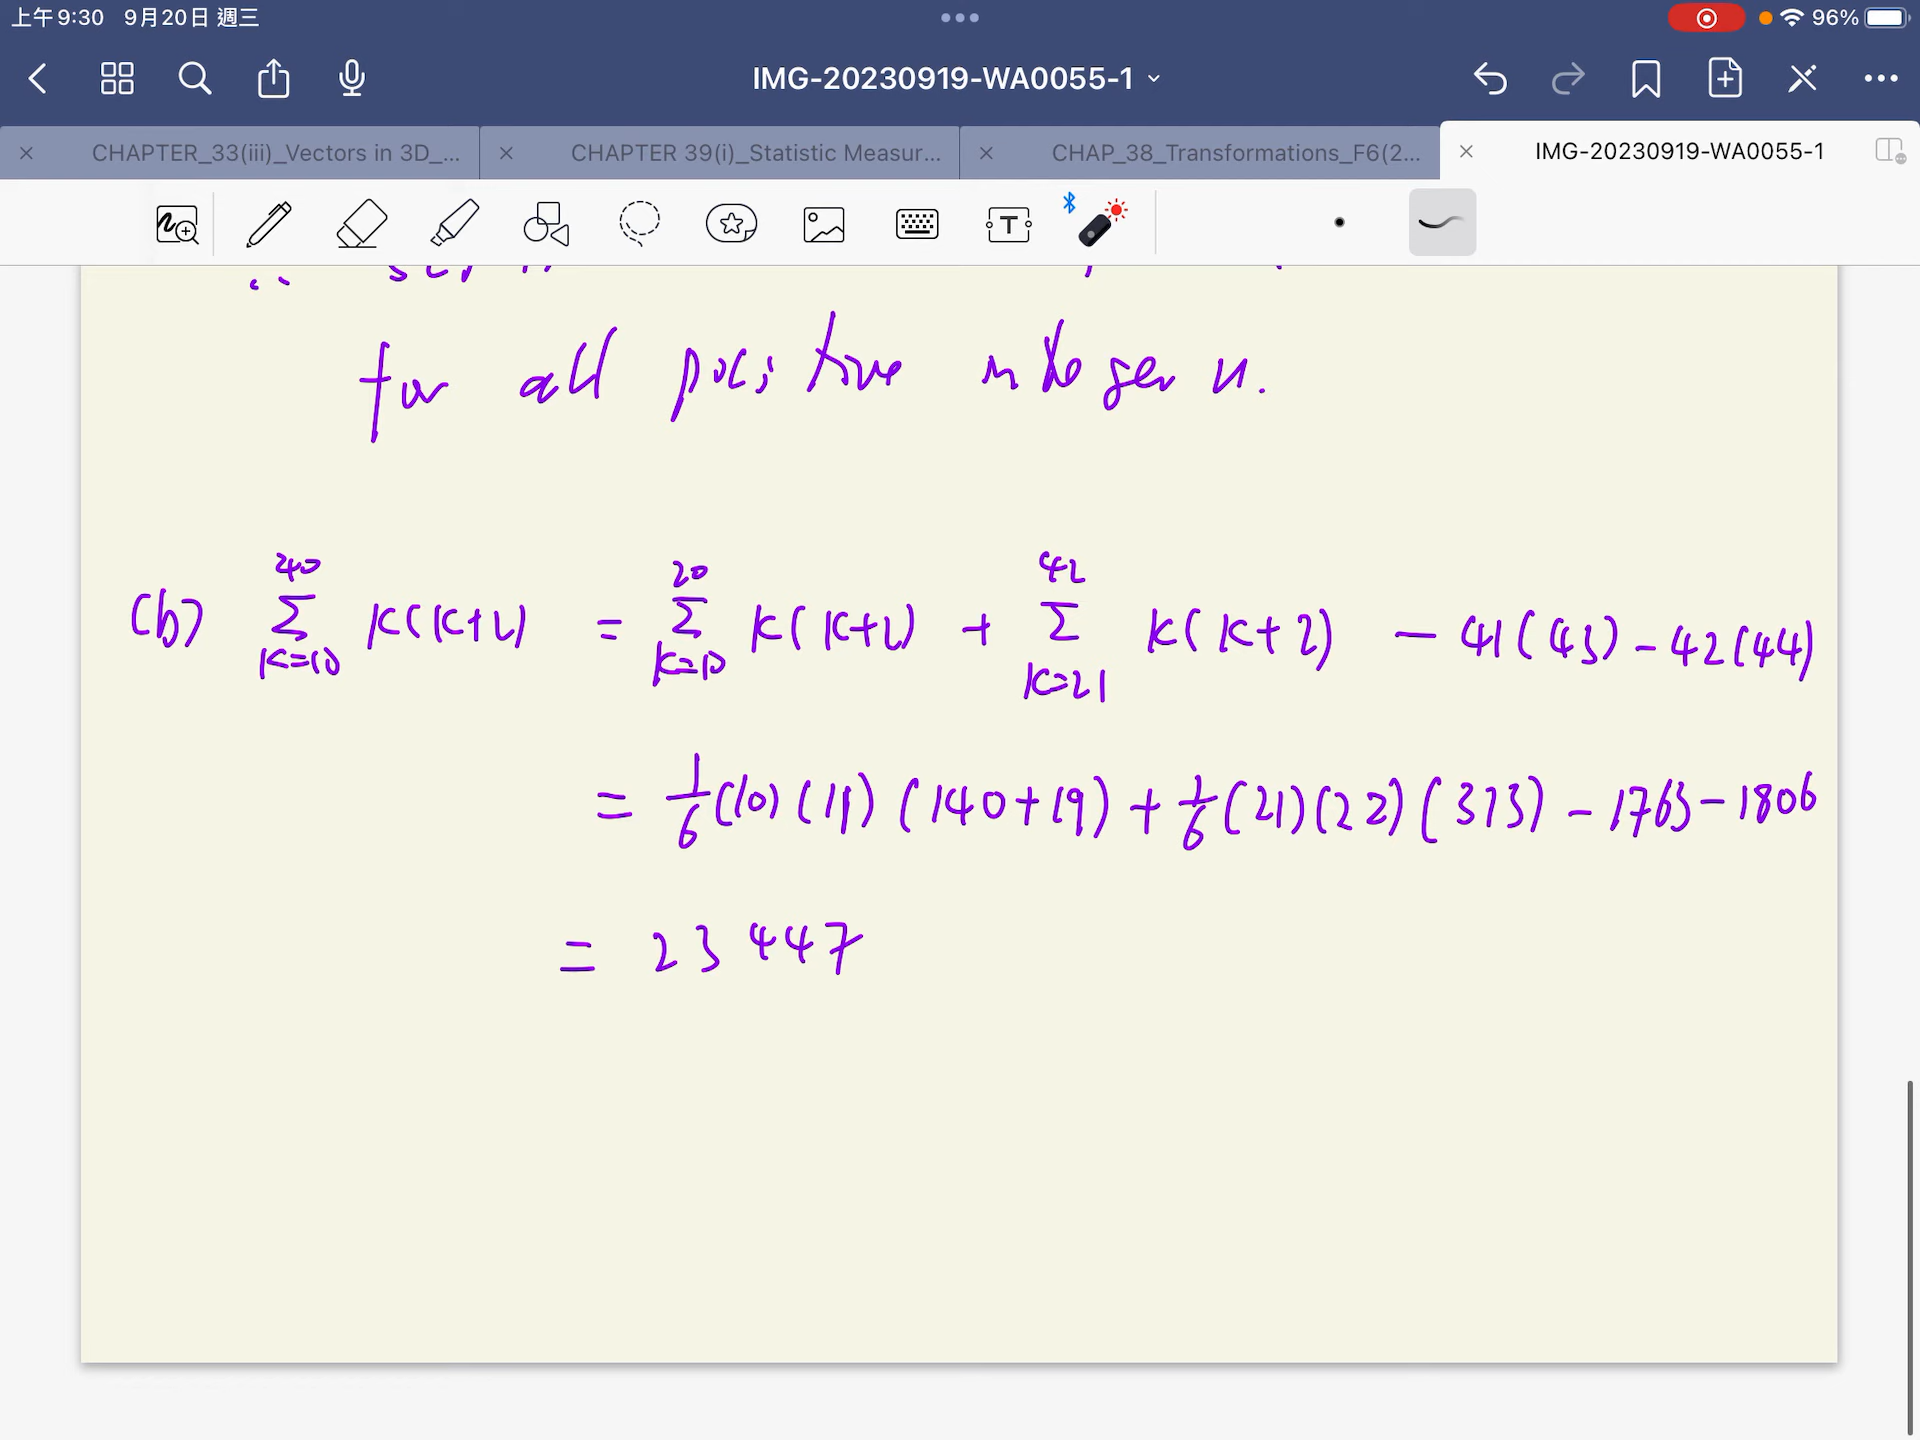 上午9:30 9月20日 週三
96%
IMG-20230919-WA0055-1
CHAPTER_33(iii)_Vectors in 3D_...
CHAPTER 39(i)_Statistic Measur...
CHAP_38_Transformations_F6(2...
IMG-20230919-WA0055-1
T
for all positive integer n.
(b) 40 Σ K=10 K(K+2) = 20 Σ K=10 K(K+2) + 42 Σ K=21 K(K+2) - 41(43) - 42(44)
= 1/6 (10)(11)(140+19) + 1/6 (21)(22)(313) - 1763 - 1806
= 23447